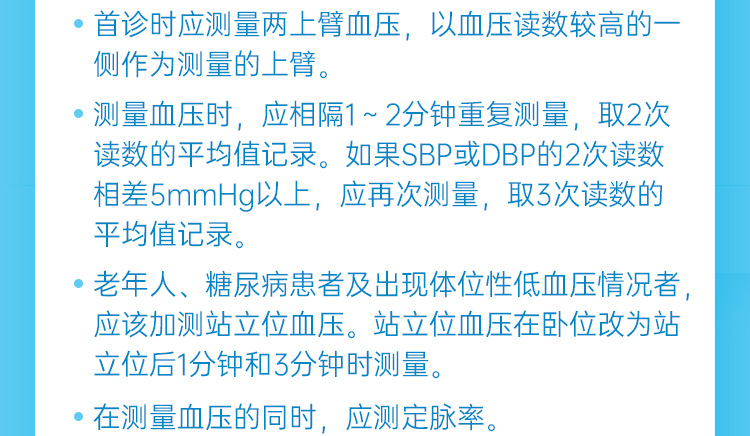 • 首诊时应测量两上臂血压，以血压读数较高的一
侧作为测量的上臂。
• 测量血压时，应相隔1～2分钟重复测量，取2次
读数的平均值记录。如果SBP或DBP的2次读数
相差5mmHg以上，应再次测量，取3次读数的
平均值记录。
• 老年人、糖尿病患者及出现体位性低血压情况者，
应该加测站立位血压。站立位血压在卧位改为站
立位后1分钟和3分钟时测量。
• 在测量血压的同时，应测定脉率。